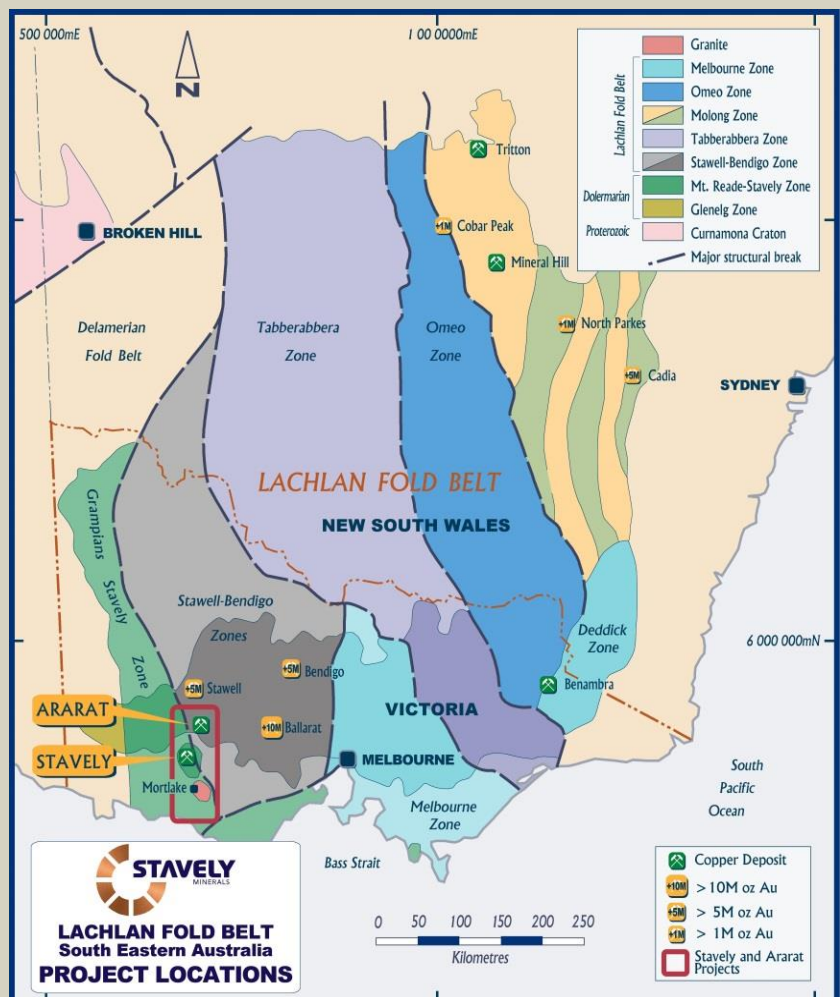 500 000mE
1 00 0000mE
N
Granite
Melbourne Zone
Omeo Zone
Molong Zone
Tabberabbera Zone
Stawell-Bendigo Zone
Mt. Reade-Stavely Zone
Glenelg Zone
Curnamona Craton
Major structural break
Lachlan Fold Belt
Dolermarian
Proterozoic
Tritton
BROKEN HILL
+1M Cobar Peak
Mineral Hill
Delamerian
Fold Belt
Tabberabbera
Zone
Omeo
Zone
+1M North Parkes
+5M Cadia
SYDNEY
LACHLAN FOLD BELT
NEW SOUTH WALES
Grampians
Stavely
Zone
Stawell-Bendigo
Zones
Deddick
Zone
6 000 000mN
+5M Bendigo
+5M Stawell
Benambra
ARARAT
+10M Ballarat
VICTORIA
STAVELY
MELBOURNE
Mortlake
Melbourne
Zone
South
Pacific
Ocean
Bass Strait
STAVELY
MINERALS
LACHLAN FOLD BELT
South Eastern Australia
PROJECT LOCATIONS
0 50 100 150 200 250
Kilometres
Copper Deposit
+10M >10M oz Au
+5M > 5M oz Au
+1M > 1M oz Au
Stavely and Ararat
Projects